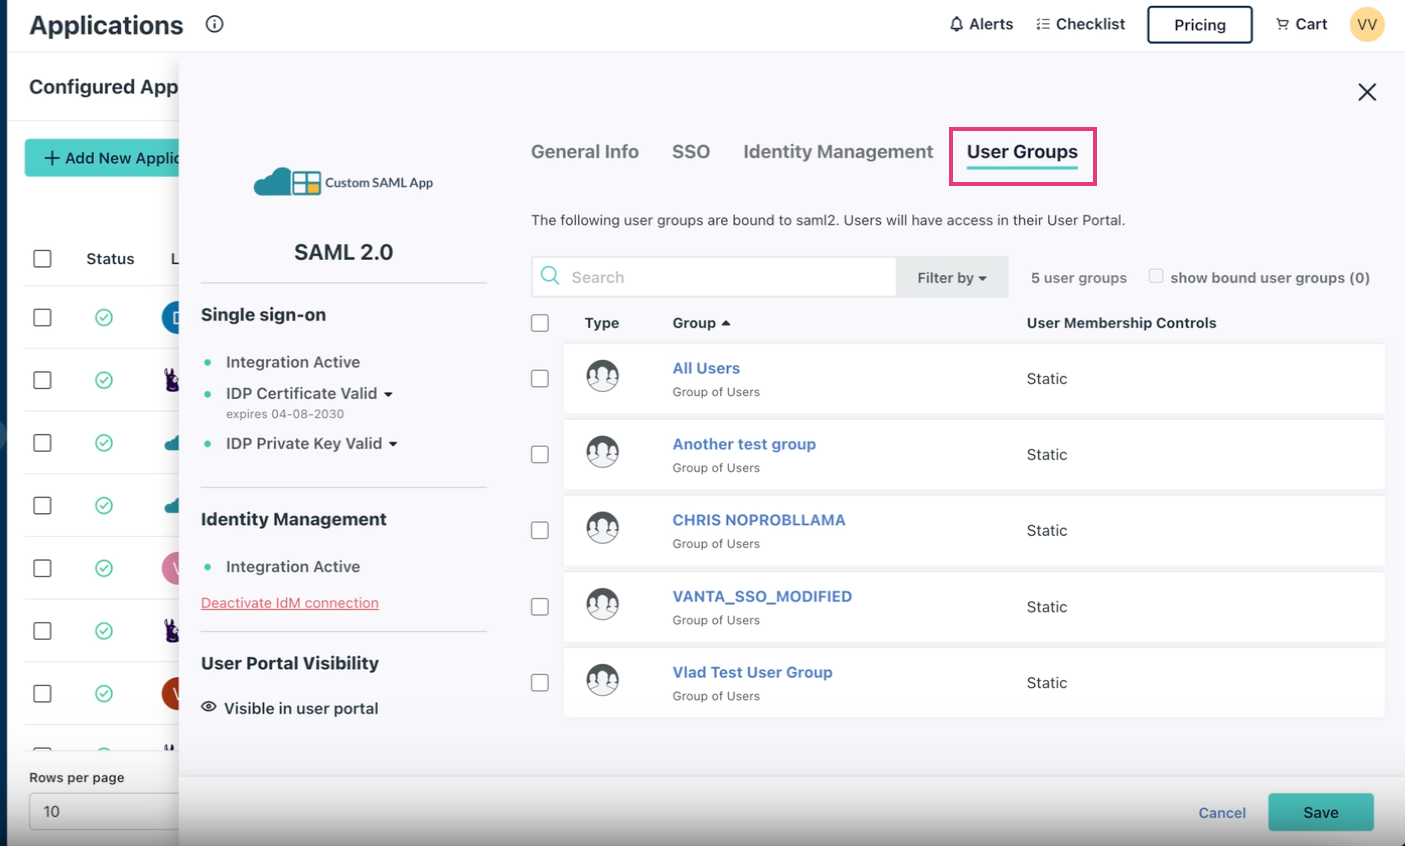 Applications
Alerts
Checklist
Pricing
Cart
VV
Configured App
+ Add New Applic
Status
L
Rows per page
10
Custom SAML App
SAML 2.0
Single sign-on
Integration Active
IDP Certificate Valid
expires 04-08-2030
IDP Private Key Valid
Identity Management
Integration Active
Deactivate IdM connection
User Portal Visibility
Visible in user portal
General Info
SSO
Identity Management
User Groups
The following user groups are bound to saml2. Users will have access in their User Portal.
Search
Filter by
5 user groups
show bound user groups (0)
Type
Group
User Membership Controls
All Users
Group of Users
Static
Another test group
Group of Users
Static
CHRIS NOPROBLLAMA
Group of Users
Static
VANTA_SSO_MODIFIED
Group of Users
Static
Vlad Test User Group
Group of Users
Static
Cancel
Save